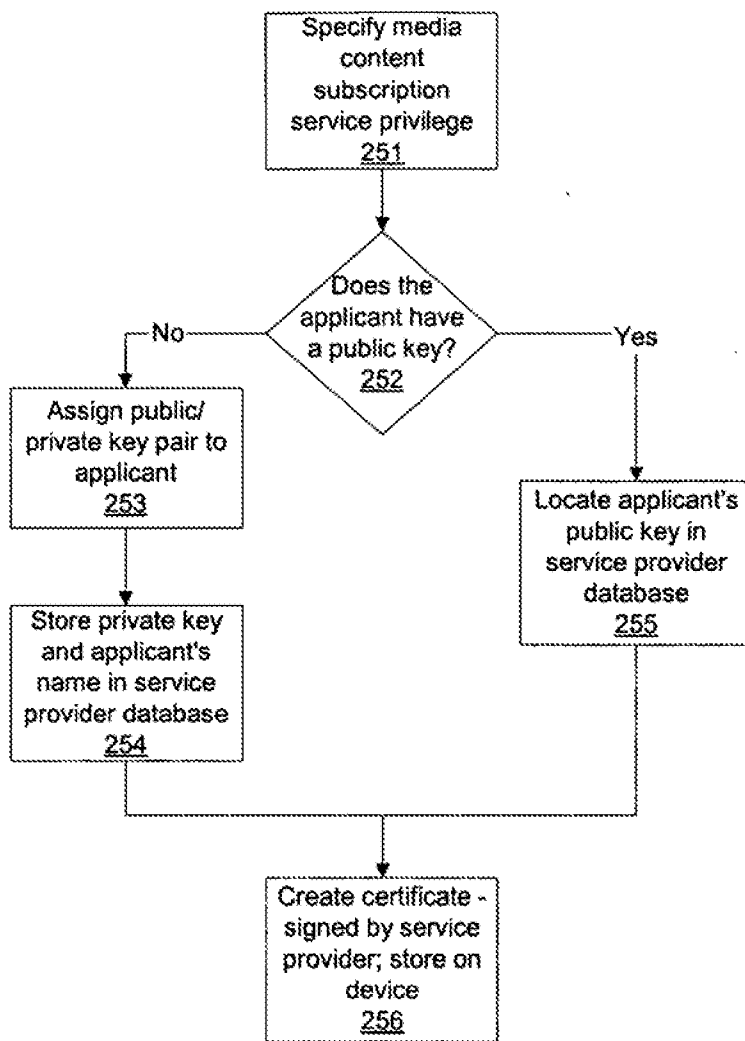 Specify media
content
subscription
service privilege
251
Does the
applicant have
a public key?
252
No
Yes
Assign public/
private key pair to
applicant
253
Locate applicant's
public key in
service provider
database
255
Store private key
and applicant's
name in service
provider database
254
Create certificate -
signed by service
provider; store on
device
256